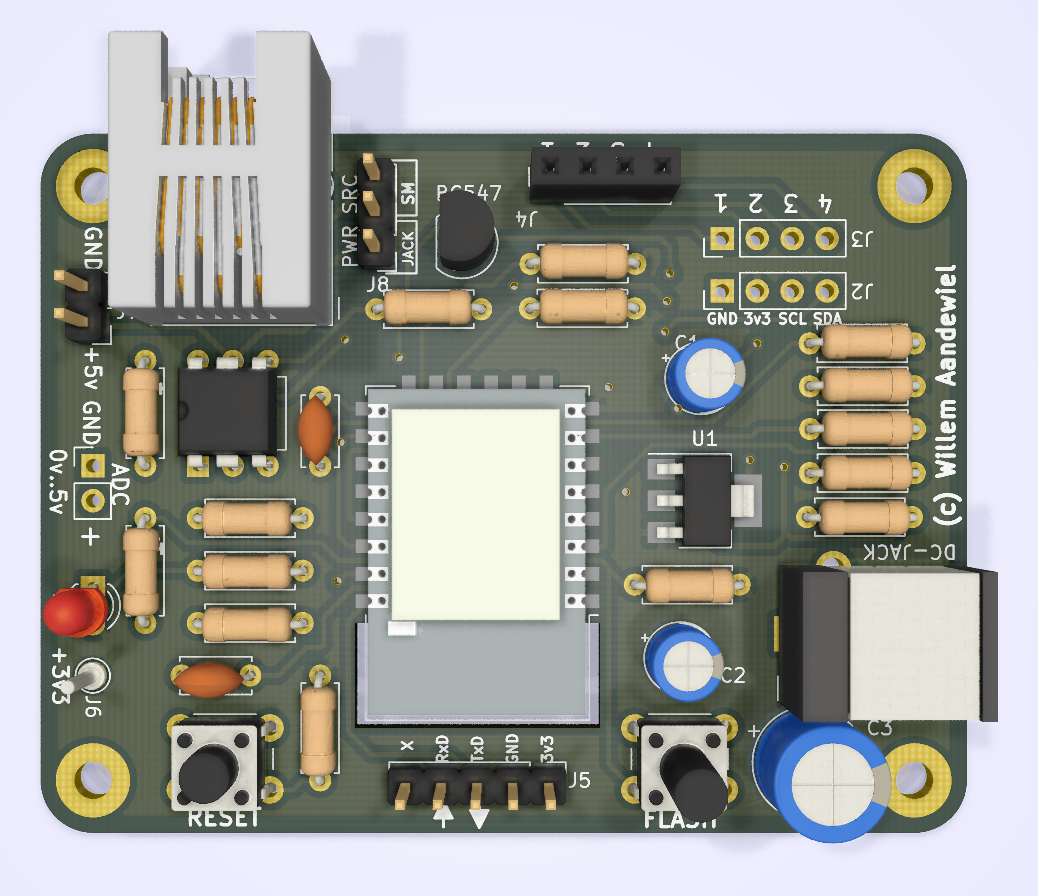 GND
PWR SRC
SM
JACK
J8
BC547
J4
1 2 3 4
J3
J2
GND 3v3 SCL SDA
C1
+
U1
(c) Willem Aandewiel
+5v GND
0v..5v
ADC
+
DC-JACK
+3v3
J6
+
C2
+
C3
X
RxD
TxD
GND
3v3
J5
RESET
FLASH